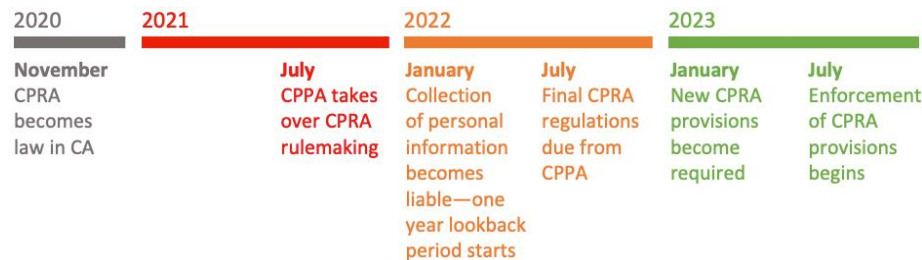 2020
2021
2022
2023
November
CPRA
becomes
law in CA
July
CPPA takes
over CPRA
rulemaking
January
Collection
of personal
information
becomes
liable—one
year lookback
period starts
July
Final CPRA
regulations
due from
CPPA
January
New CPRA
provisions
become
required
July
Enforcement
of CPRA
provisions
begins